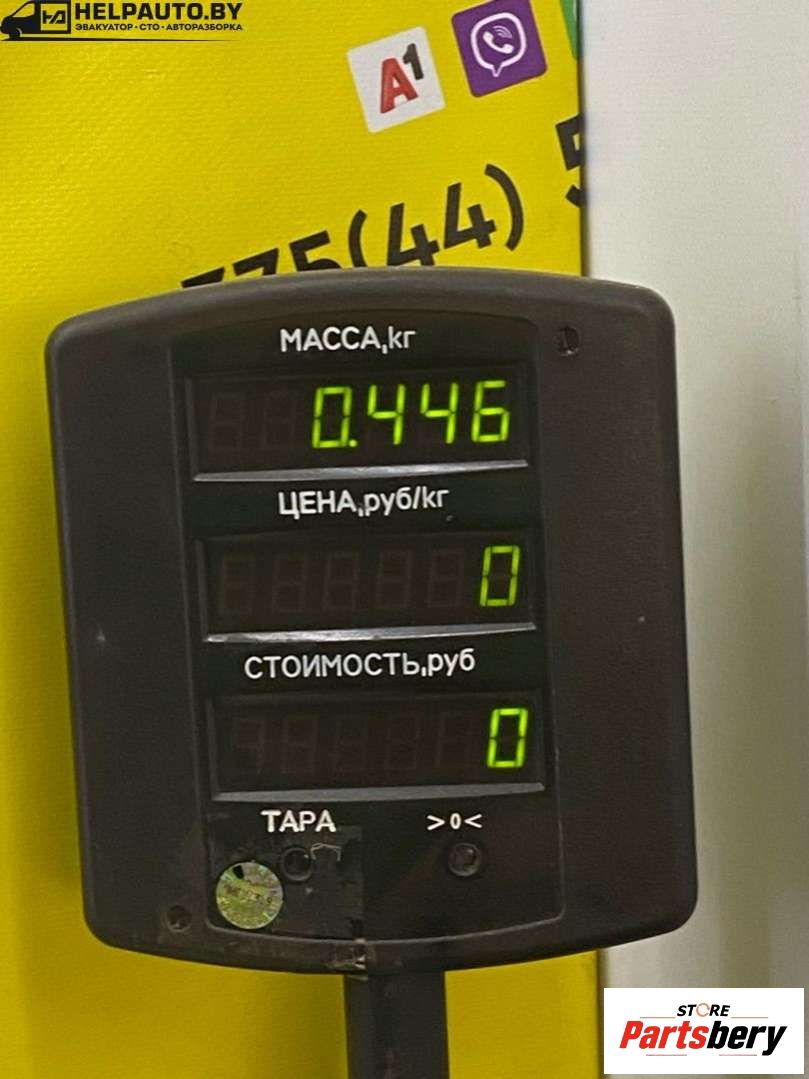 HELPAUTO.BY
ЭВАКУАТОР • СТО • АВТОРАЗБОРКА
A1
375(44) 5
МАССА,кг
0.446
ЦЕНА,руб/кг
0
СТОИМОСТЬ,руб
0
ТАРА >0<
STORE
Partsbery